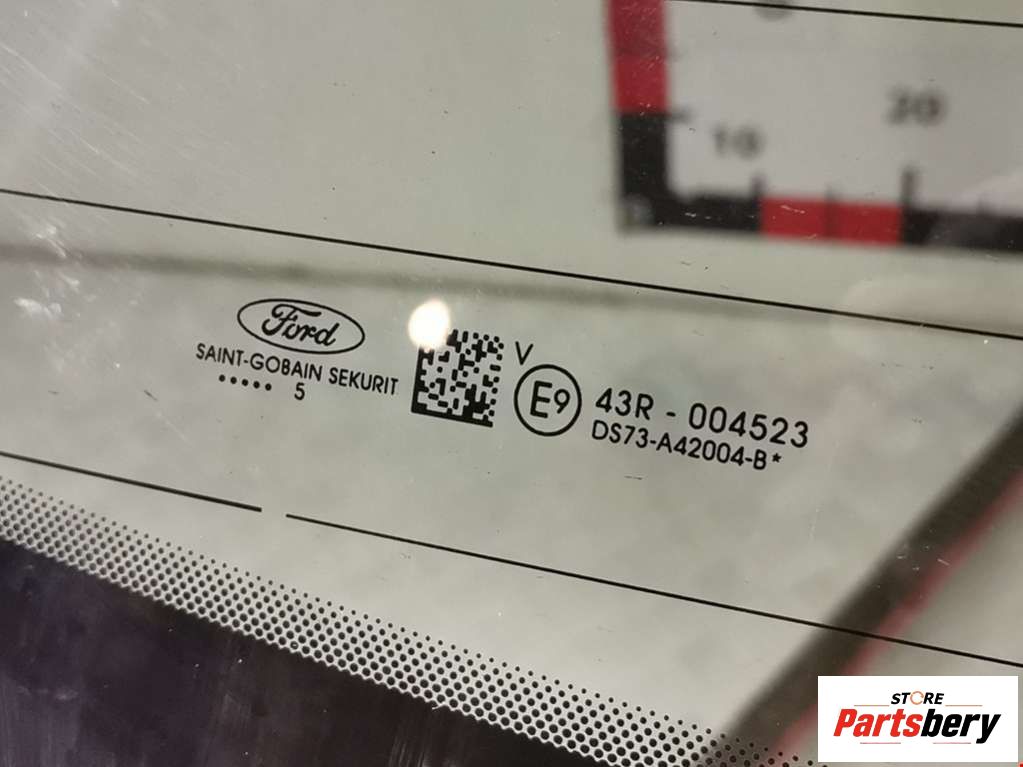 10
20
Ford
SAINT-GOBAIN SEKURIT
••••• 5
V
E9
43R - 004523
DS73-A42004-B*
STORE
Partsbery